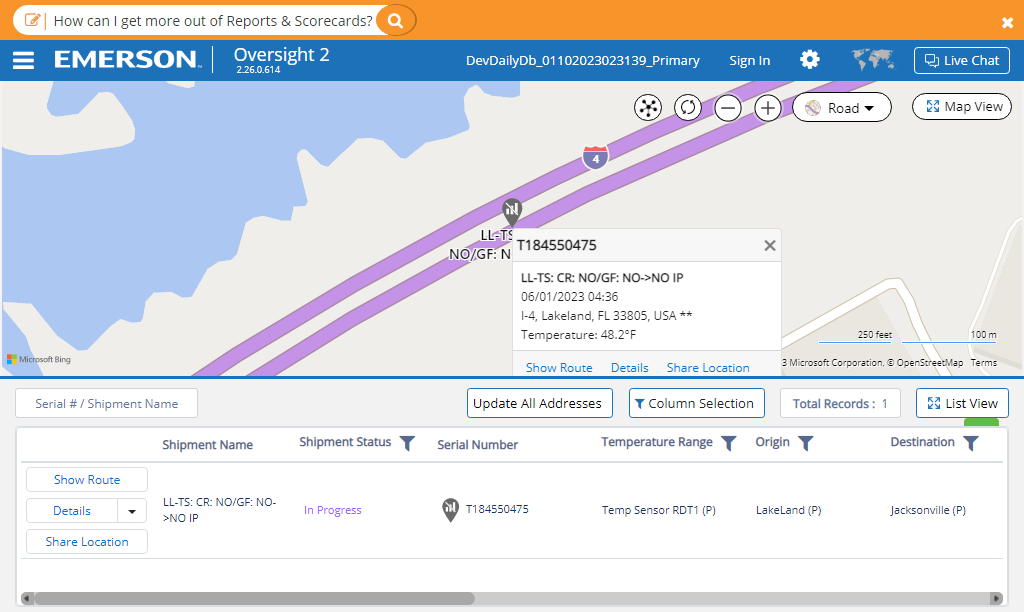 How can I get more out of Reports & Scorecards?
EMERSON
Oversight 2
2.26.0.614
DevDailyDb_01102023023139_Primary
Sign In
Live Chat
Road
Map View
4
LL-TS
NO/GF: N
T184550475
LL-TS: CR: NO/GF: NO->NO IP
06/01/2023 04:36
I-4, Lakeland, FL 33805, USA **
Temperature: 48.2°F
Show Route Details Share Location
250 feet 100 m
Microsoft Bing
3 Microsoft Corporation, © OpenStreetMap Terms
Serial # / Shipment Name
Update All Addresses
Column Selection
Total Records : 1
List View
Shipment Name Shipment Status Serial Number Temperature Range Origin Destination
Show Route
Details
Share Location
LL-TS: CR: NO/GF: NO-
>NO IP
In Progress
T184550475
Temp Sensor RDT1 (P)
LakeLand (P)
Jacksonville (P)